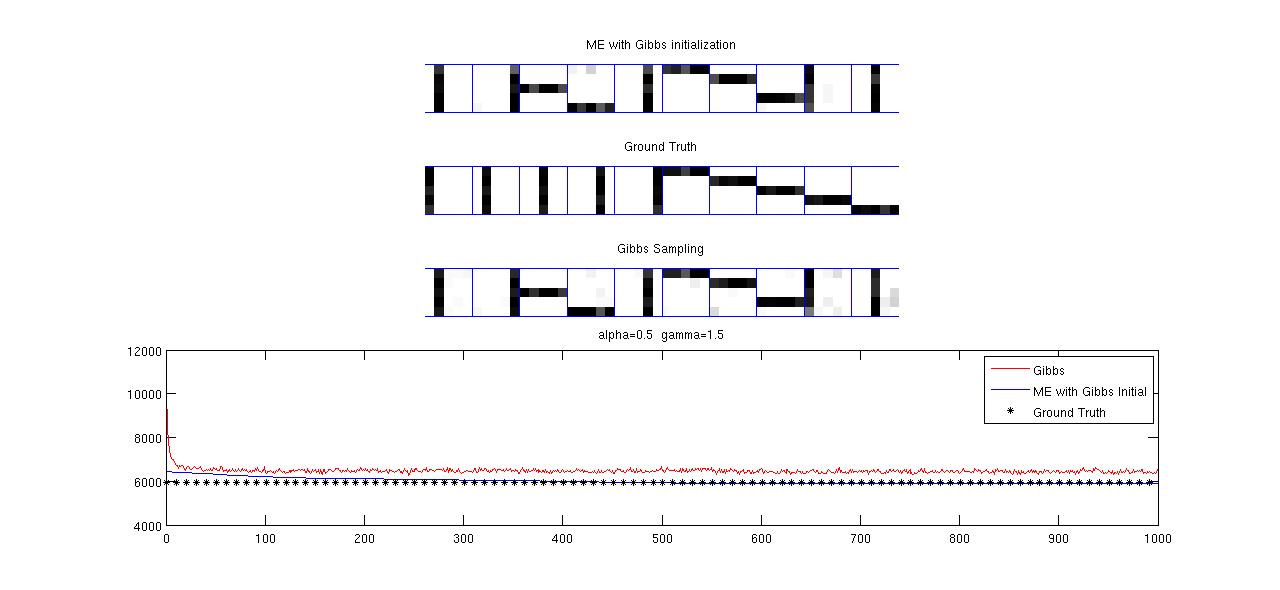 ME with Gibbs initialization
Ground Truth
Gibbs Sampling
alpha=0.5 gamma=1.5
12000
10000
8000
6000
4000
Gibbs
ME with Gibbs Initial
Ground Truth
0 100 200 300 400 500 600 700 800 900 1000